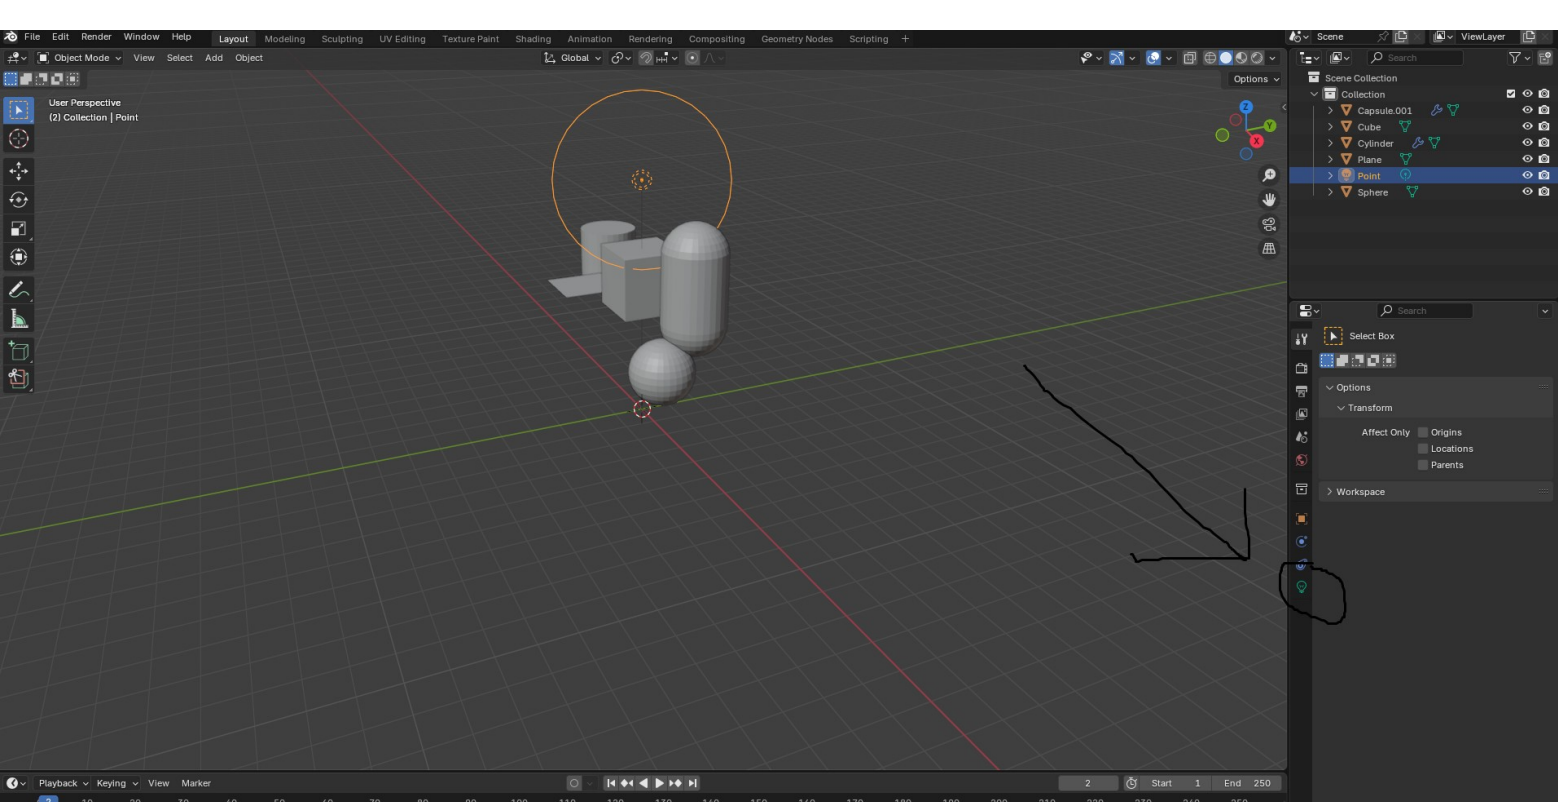 File Edit Render Window Help Layout Modeling Sculpting UV Editing Texture Paint Shading Animation Rendering Compositing Geometry Nodes Scripting + Scene ViewLayer
Object Mode View Select Add Object Global Search
Options
User Perspective
(2) Collection | Point
Z
Y
X
Scene Collection
Collection
Capsule.001
Cube
Cylinder
Plane
Point
Sphere
Search
Select Box
Options
Transform
Affect Only Origins
Locations
Parents
Workspace
Playback Keying View Marker 2 Start 1 End 250